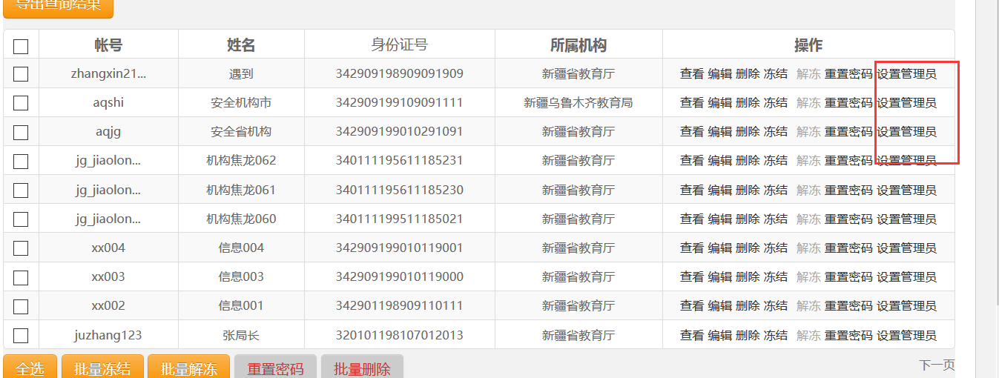 导出查询结果
帐号 姓名 身份证号 所属机构 操作
zhangxin21... 遇到 342909198909091909 新疆省教育厅 查看 编辑 删除 冻结 解冻 重置密码 设置管理员
aqshi 安全机构市 342909199109091111 新疆乌鲁木齐教育局 查看 编辑 删除 冻结 解冻 重置密码 设置管理员
aqjg 安全省机构 342909199010291091 新疆省教育厅 查看 编辑 删除 冻结 解冻 重置密码 设置管理员
jg_jiaolon... 机构焦龙062 340111195611185231 新疆省教育厅 查看 编辑 删除 冻结 解冻 重置密码 设置管理员
jg_jiaolon... 机构焦龙061 340111195611185230 新疆省教育厅 查看 编辑 删除 冻结 解冻 重置密码 设置管理员
jg_jiaolon... 机构焦龙060 340111199511185021 新疆省教育厅 查看 编辑 删除 冻结 解冻 重置密码 设置管理员
xx004 信息004 342909199010119001 新疆省教育厅 查看 编辑 删除 冻结 解冻 重置密码 设置管理员
xx003 信息003 342909199010119000 新疆省教育厅 查看 编辑 删除 冻结 解冻 重置密码 设置管理员
xx002 信息001 342901198909110111 新疆省教育厅 查看 编辑 删除 冻结 解冻 重置密码 设置管理员
juzhang123 张局长 320101198107012013 新疆省教育厅 查看 编辑 删除 冻结 解冻 重置密码 设置管理员
全选 批量冻结 批量解冻 重置密码 批量删除 下一页